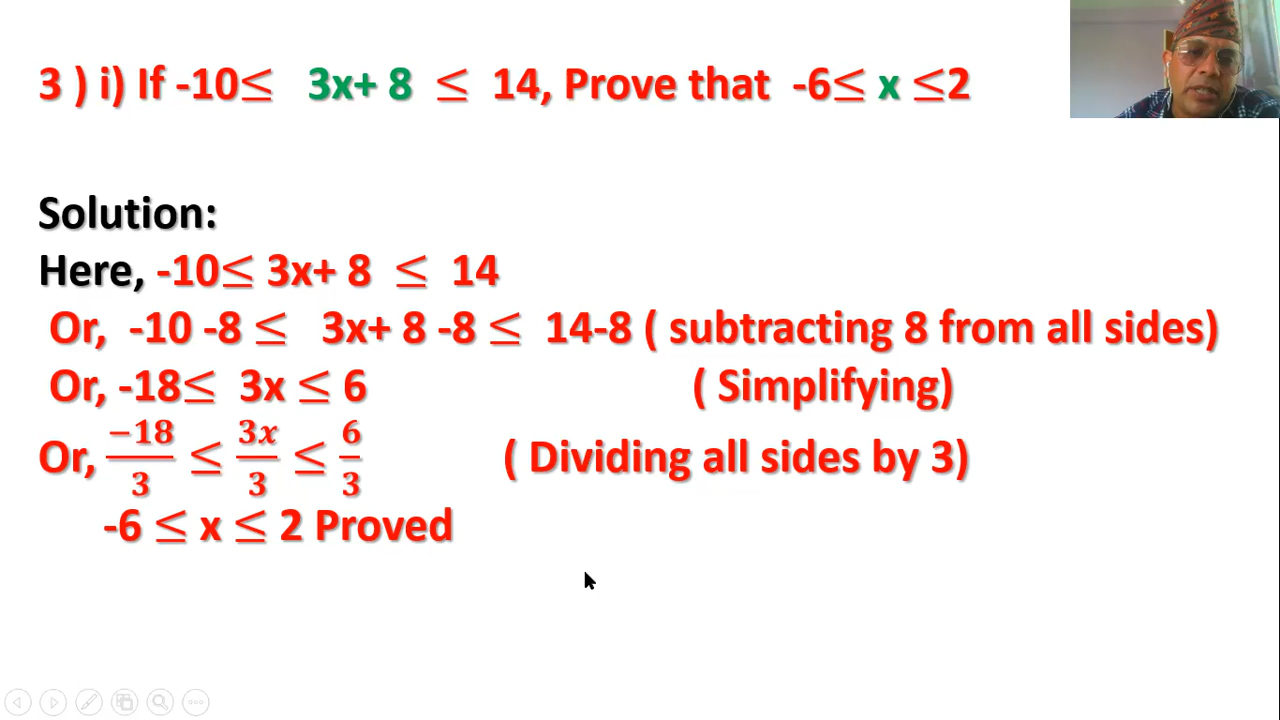 3 ) i) If -10≤ 3x+ 8 ≤ 14, Prove that -6≤ x ≤2
Solution:
Here, -10≤ 3x+ 8 ≤ 14
Or, -10 -8 ≤ 3x+ 8 -8 ≤ 14-8 ( subtracting 8 from all sides)
Or, -18≤ 3x ≤ 6 ( Simplifying)
Or, −18/3 ≤ 3x/3 ≤ 6/3 ( Dividing all sides by 3)
-6 ≤ x ≤ 2 Proved